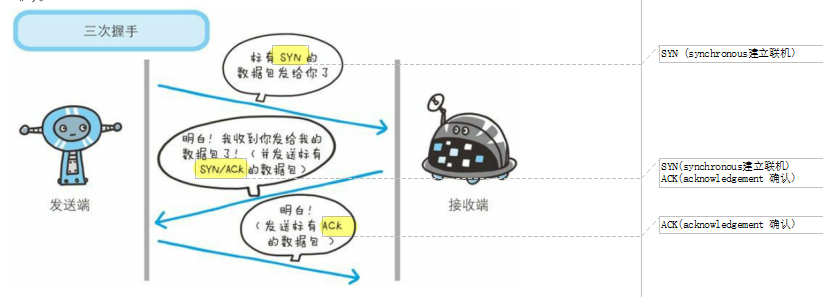 三次握手
标有 SYN 的
数据包发给你了
SYN (synchronous建立联机)
明白！我收到你发给我的
数据包了！（并发送标有
SYN/ACK的数据包）
SYN(synchronous建立联机)
ACK(acknowledgement 确认)
发送端
接收端
明白！
（发送标有 ACK
的数据包 ）
ACK(acknowledgement 确认)